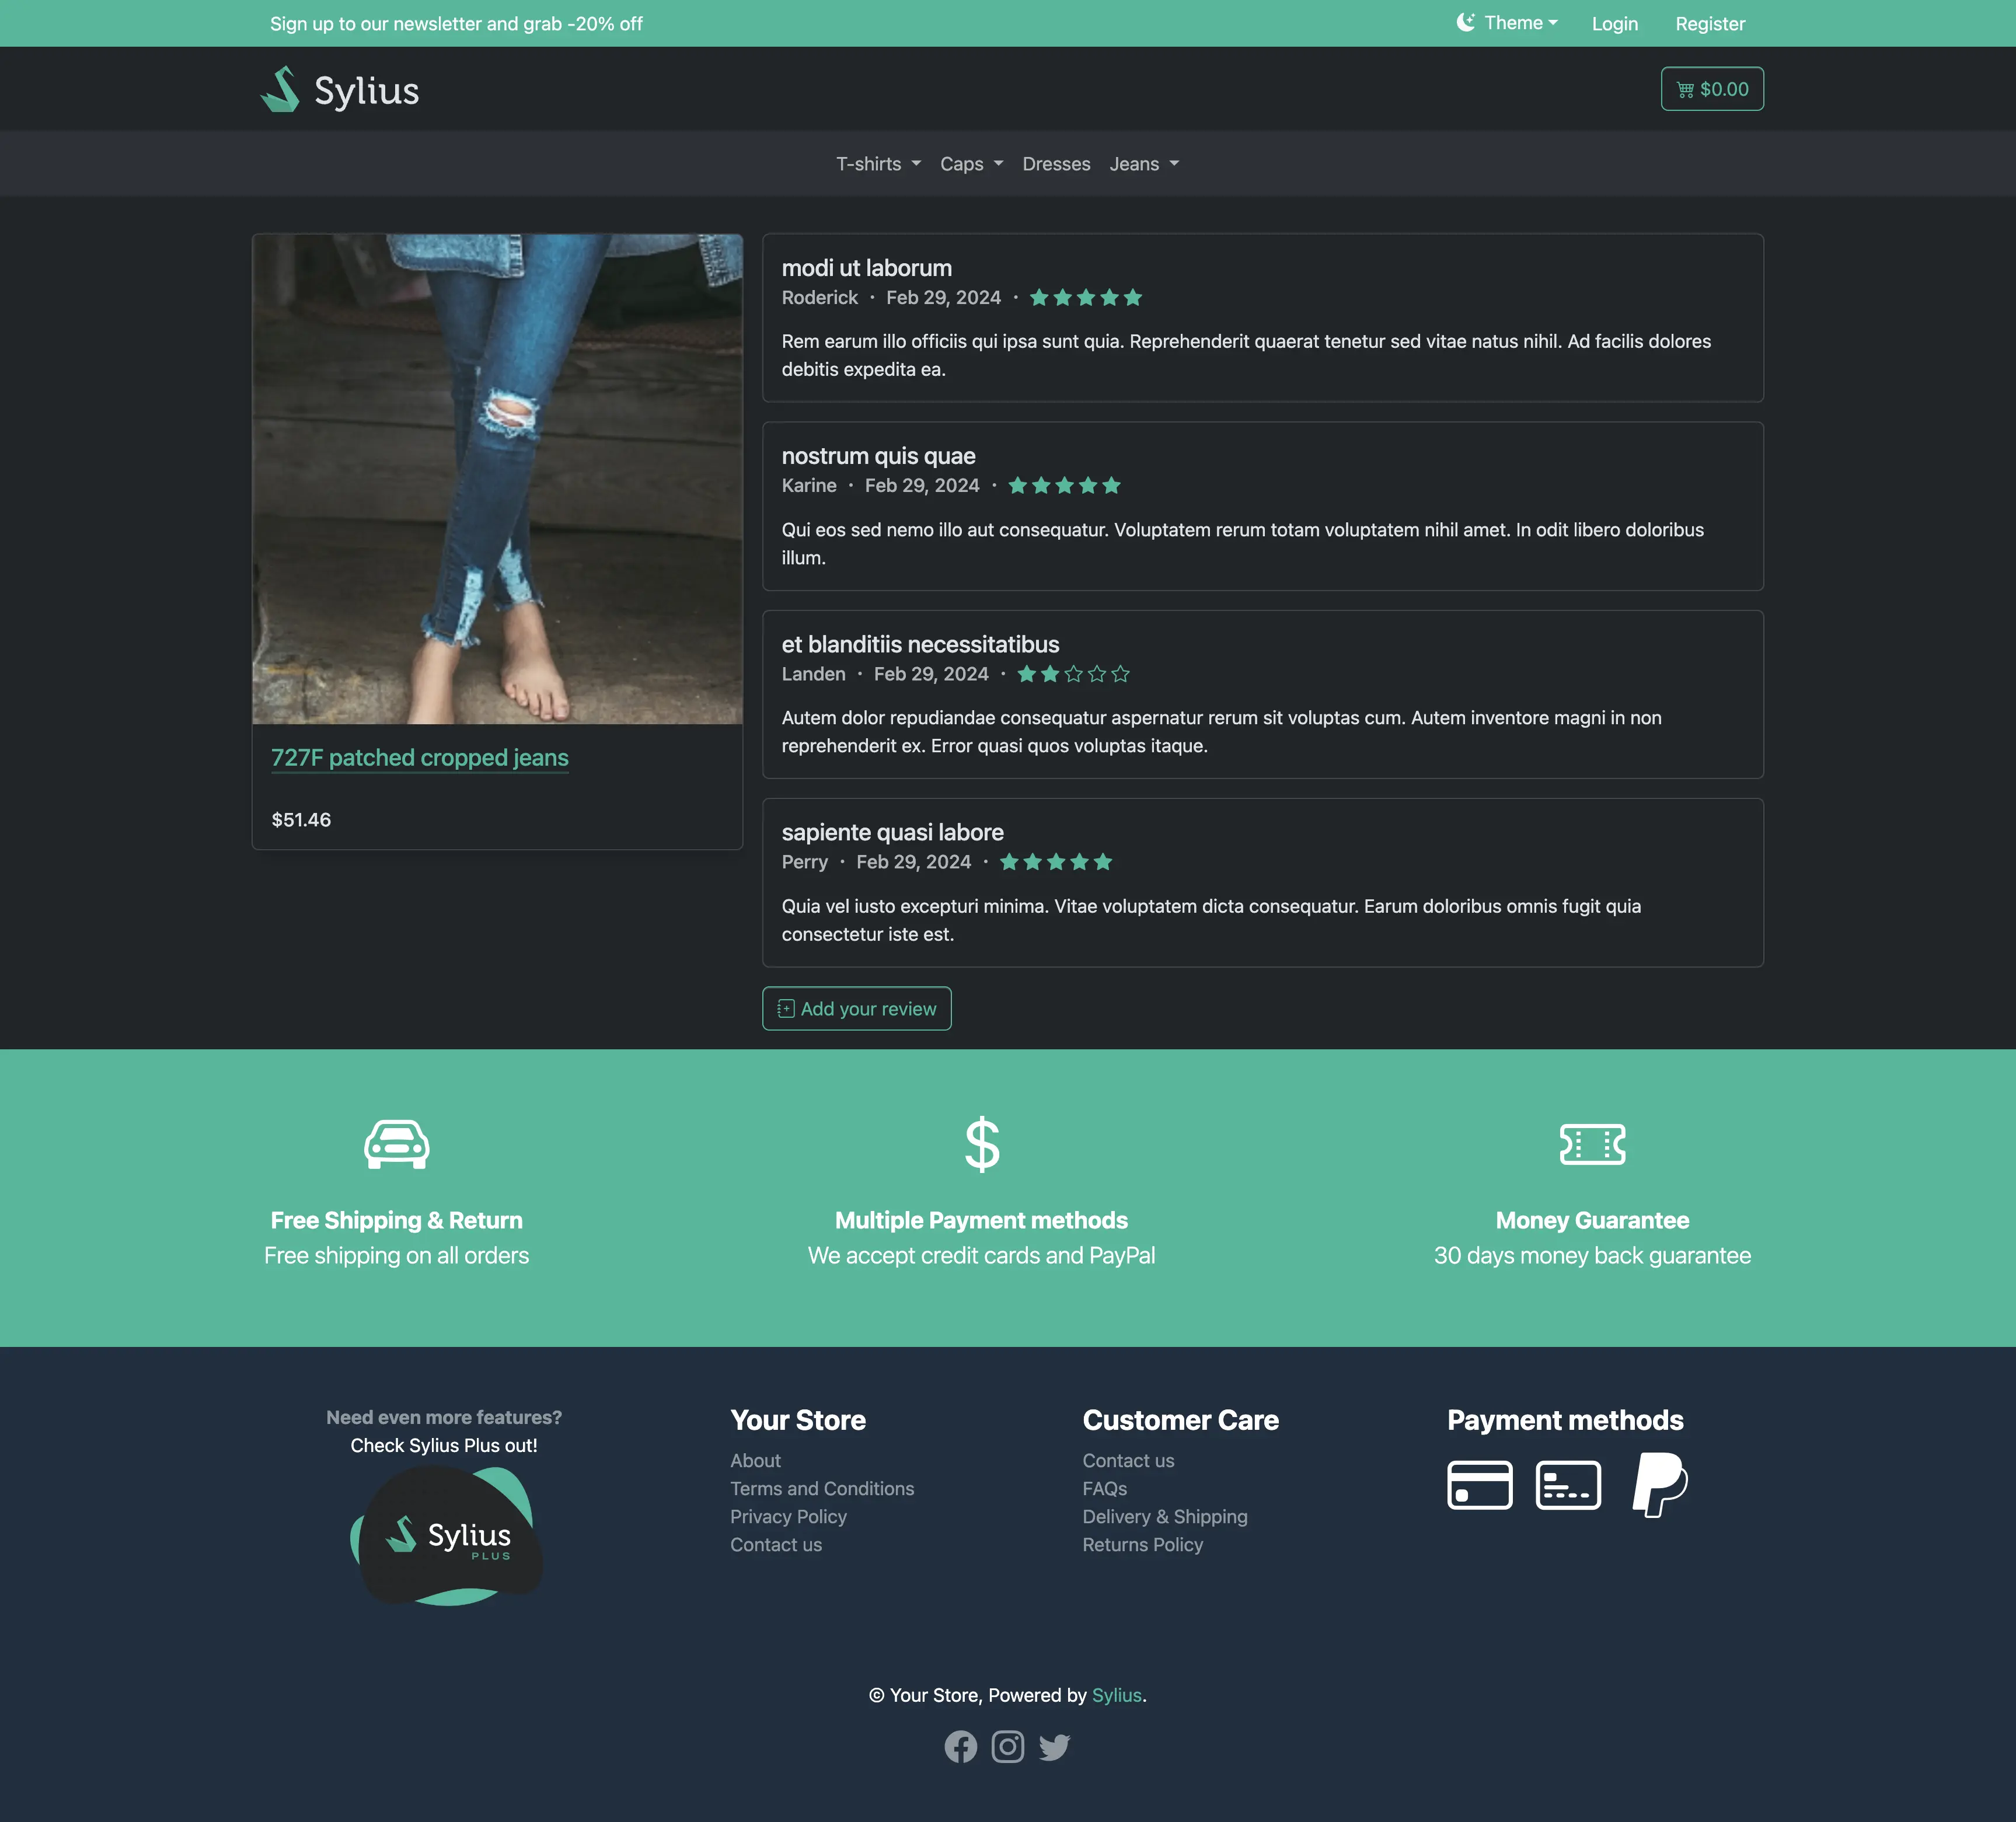 Sign up to our newsletter and grab -20% off
Theme
Login
Register
Sylius
$0.00
T-shirts
Caps
Dresses
Jeans
modi ut laborum
Roderick · Feb 29, 2024 ·
Rem earum illo officiis qui ipsa sunt quia. Reprehenderit quaerat tenetur sed vitae natus nihil. Ad facilis dolores
debitis expedita ea.
nostrum quis quae
Karine · Feb 29, 2024 ·
Qui eos sed nemo illo aut consequatur. Voluptatem rerum totam voluptatem nihil amet. In odit libero doloribus
illum.
et blanditiis necessitatibus
Landen · Feb 29, 2024 ·
Autem dolor repudiandae consequatur aspernatur rerum sit voluptas cum. Autem inventore magni in non
reprehenderit ex. Error quasi quos voluptas itaque.
sapiente quasi labore
Perry · Feb 29, 2024 ·
Quia vel iusto excepturi minima. Vitae voluptatem dicta consequatur. Earum doloribus omnis fugit quia
consectetur iste est.
Add your review
727F patched cropped jeans
$51.46
Free Shipping & Return
Free shipping on all orders
$
Multiple Payment methods
We accept credit cards and PayPal
Money Guarantee
30 days money back guarantee
Need even more features?
Check Sylius Plus out!
Sylius
PLUS
Your Store
About
Terms and Conditions
Privacy Policy
Contact us
Customer Care
Contact us
FAQs
Delivery & Shipping
Returns Policy
Payment methods
© Your Store, Powered by Sylius.